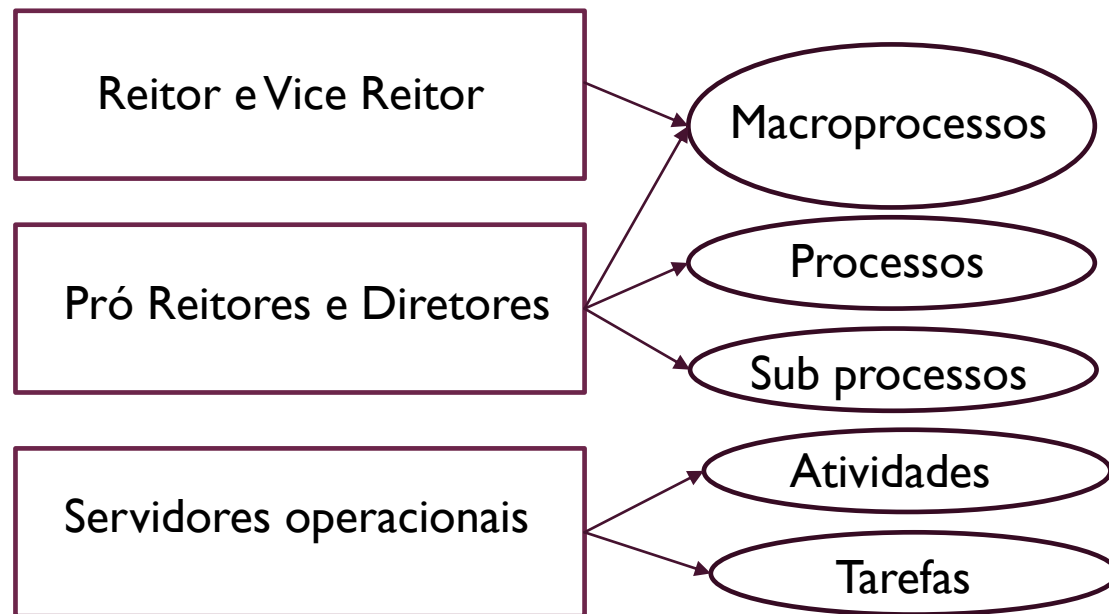 Reitor e Vice Reitor
Macroprocessos
Pró Reitores e Diretores
Processos
Sub processos
Servidores operacionais
Atividades
Tarefas